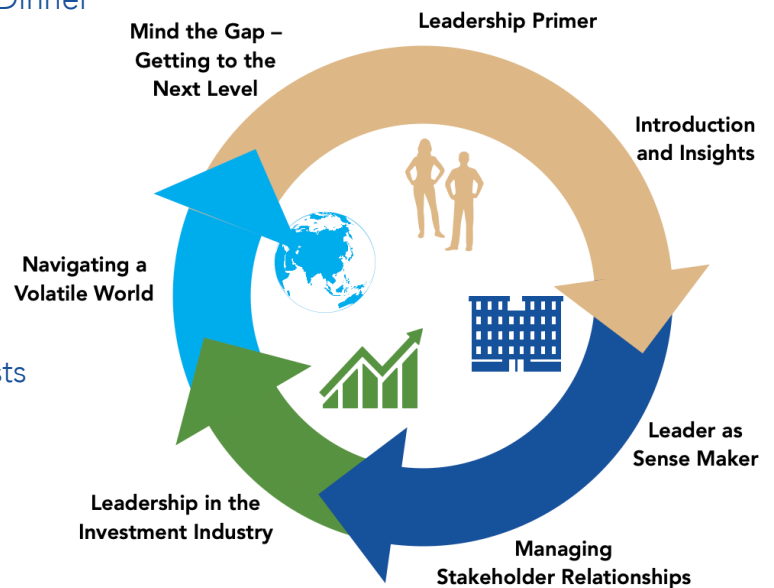 Dinner
Mind the Gap –
Getting to the
Next Level
Leadership Primer
Introduction
and Insights
Navigating a
Volatile World
Leader as
Sense Maker
Leadership in the
Investment Industry
Managing
Stakeholder Relationships